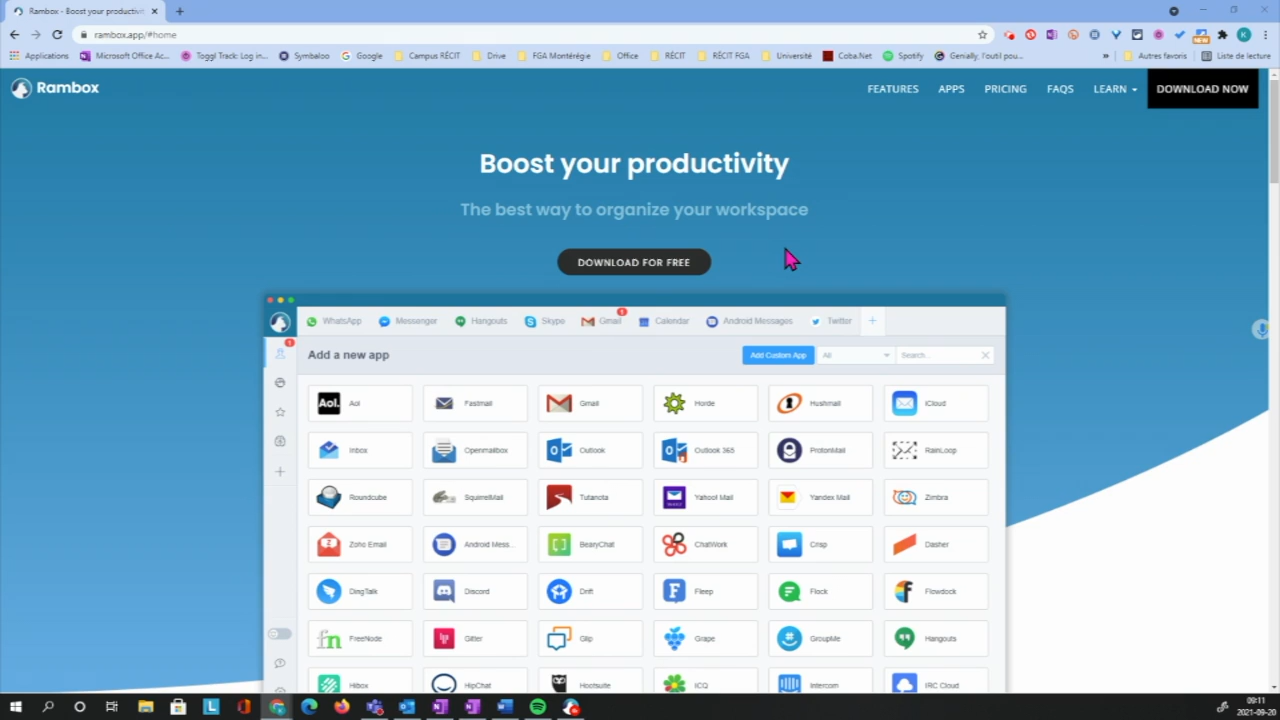 Rambox - Boost your productivit
rambox.app/#home
Applications
Microsoft Office Ac...
Toggl Track: Log in...
Symbaloo
Google
Campus RÉCIT
Drive
FGA Montérégie
Office
RÉCIT
RÉCIT FGA
Université
Coba.Net
Spotify
Genially, l'outil pou...
»
Autres favoris
Liste de lecture
Rambox
FEATURES
APPS
PRICING
FAQS
LEARN
DOWNLOAD NOW
Boost your productivity
The best way to organize your workspace
DOWNLOAD FOR FREE
WhatsApp
Messenger
Hangouts
Skype
Gmail
1
Calendar
Android Messages
Twitter
+
1
Add a new app
Add Custom App
All
Search...
Aol.
Aol
Fastmail
Gmail
Horde
Hushmail
iCloud
Inbox
Openmailbox
Outlook
Outlook 365
ProtonMail
RainLoop
Roundcube
SquirrelMail
Tutanota
Yahoo! Mail
Yandex Mail
Zimbra
Zoho Email
Android Mess...
BearyChat
ChatWork
Crisp
Dasher
DingTalk
Discord
Drift
Fleep
Flock
Flowdock
fn
FreeNode
Gitter
Glip
Grape
GroupMe
Hangouts
Hibox
HipChat
Hootsuite
ICQ
Intercom
IRC Cloud
09:11
2021-09-20